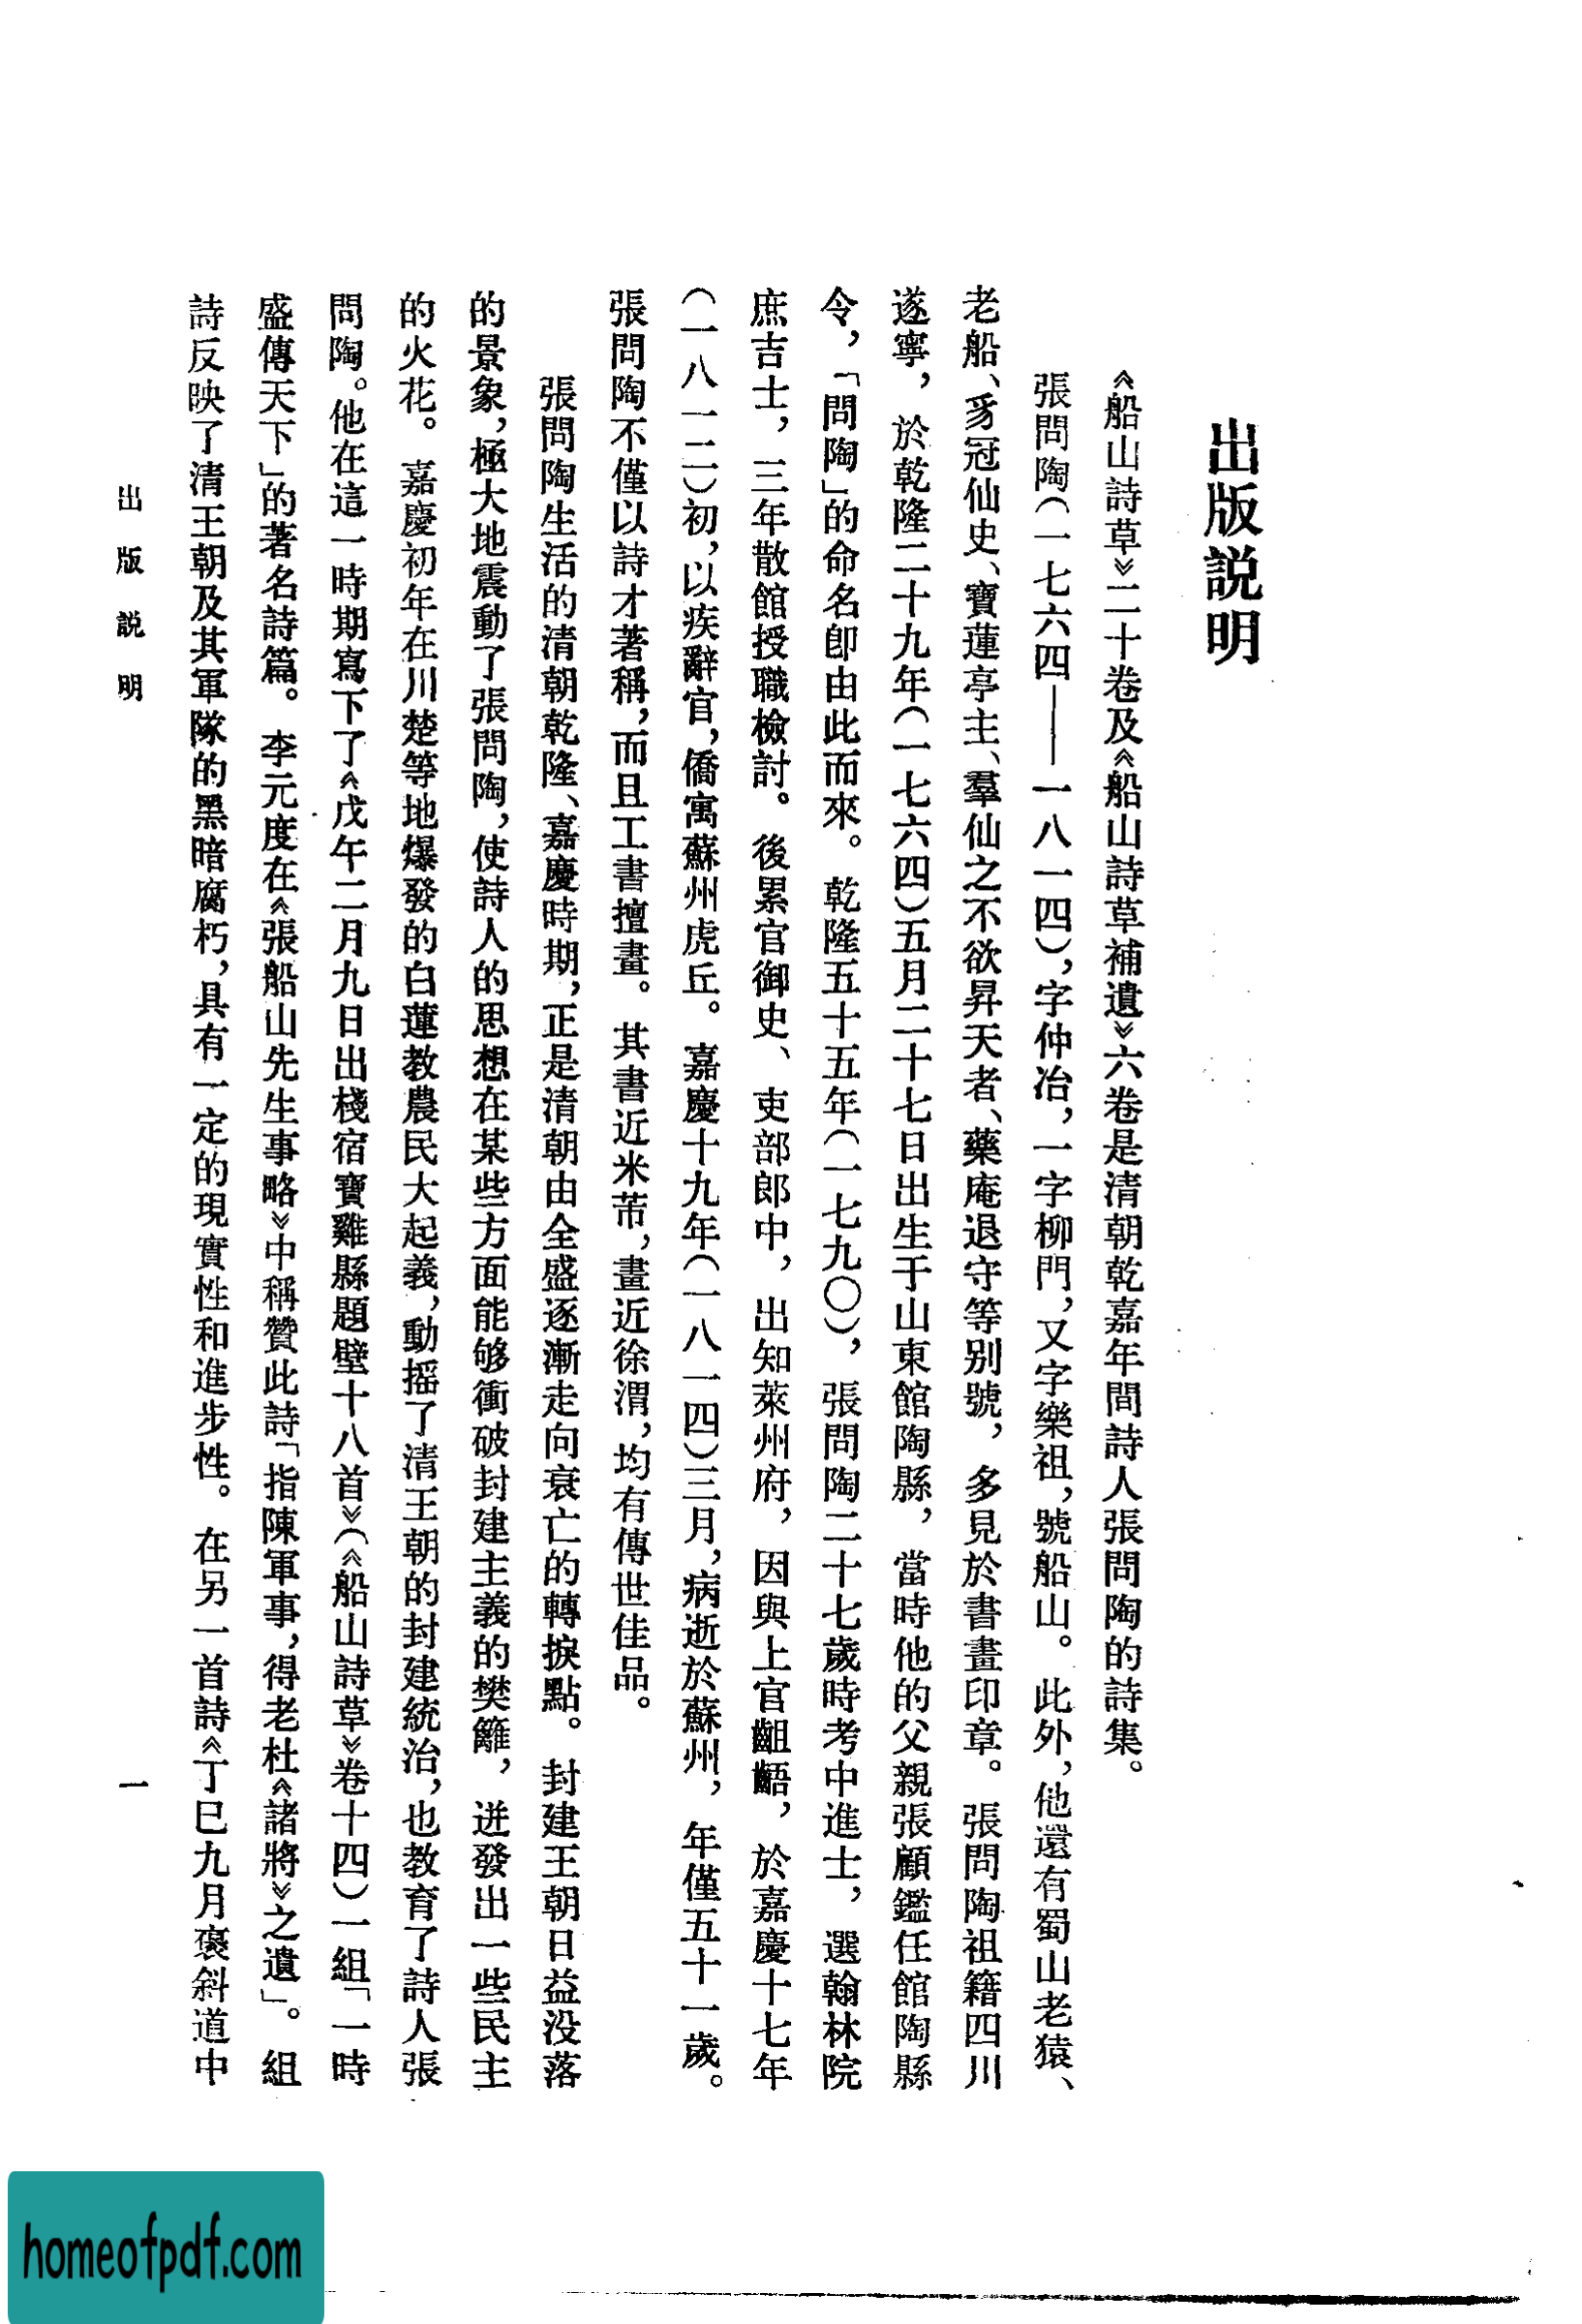 出版説明
《船山詩草》二十卷及《船山詩草補遺》六卷是清朝乾嘉年間詩人張問陶的詩集。
張問陶（一七六四——一八一四），字仲冶，一字柳門，又字樂祖，號船山。此外，他還有蜀山老猿、
老船、豸冠仙史、寶蓮亭主、羣仙之不欲昇天者、藥庵退守等别號，多見於書畫印章。張問陶祖籍四川
遂寧，於乾隆二十九年（一七六四）五月二十七日出生于山東館陶縣，當時他的父親張顧鑑任館陶縣
令，「問陶」的命名卽由此而來。乾隆五十五年（一七九〇），張問陶二十七歲時考中進士，選翰林院
庶吉士，三年散館授職檢討。後累官御史、吏部郎中，出知萊州府，因與上官齟齬，於嘉慶十七年
（一八一二）初，以疾辭官，僑寓蘇州虎丘。嘉慶十九年（一八一四）三月，病逝於蘇州，年僅五十一歲。
張問陶不僅以詩才著稱，而且工書擅畫。其書近米芾，畫近徐渭，均有傳世佳品。
張問陶生活的清朝乾隆、嘉慶時期，正是清朝由全盛逐漸走向衰亡的轉捩點。封建王朝日益没落
的景象，極大地震動了張問陶，使詩人的思想在某些方面能够衝破封建主義的樊籬，迸發出一些民主
的火花。嘉慶初年在川楚等地爆發的白蓮教農民大起義，動摇了清王朝的封建統治，也教育了詩人張
問陶。他在這一時期寫下了《戊午二月九日出棧宿寶雞縣題壁十八首》（《船山詩草》卷十四）一組「一時
盛傳天下」的著名詩篇。李元度在《張船山先生事略》中稱贊此詩「指陳軍事，得老杜《諸將》之遺」。組
詩反映了清王朝及其軍隊的黑暗腐朽，具有一定的現實性和進步性。在另一首詩《丁巳九月褒斜道中
出版説明
一
homeofpdf.com